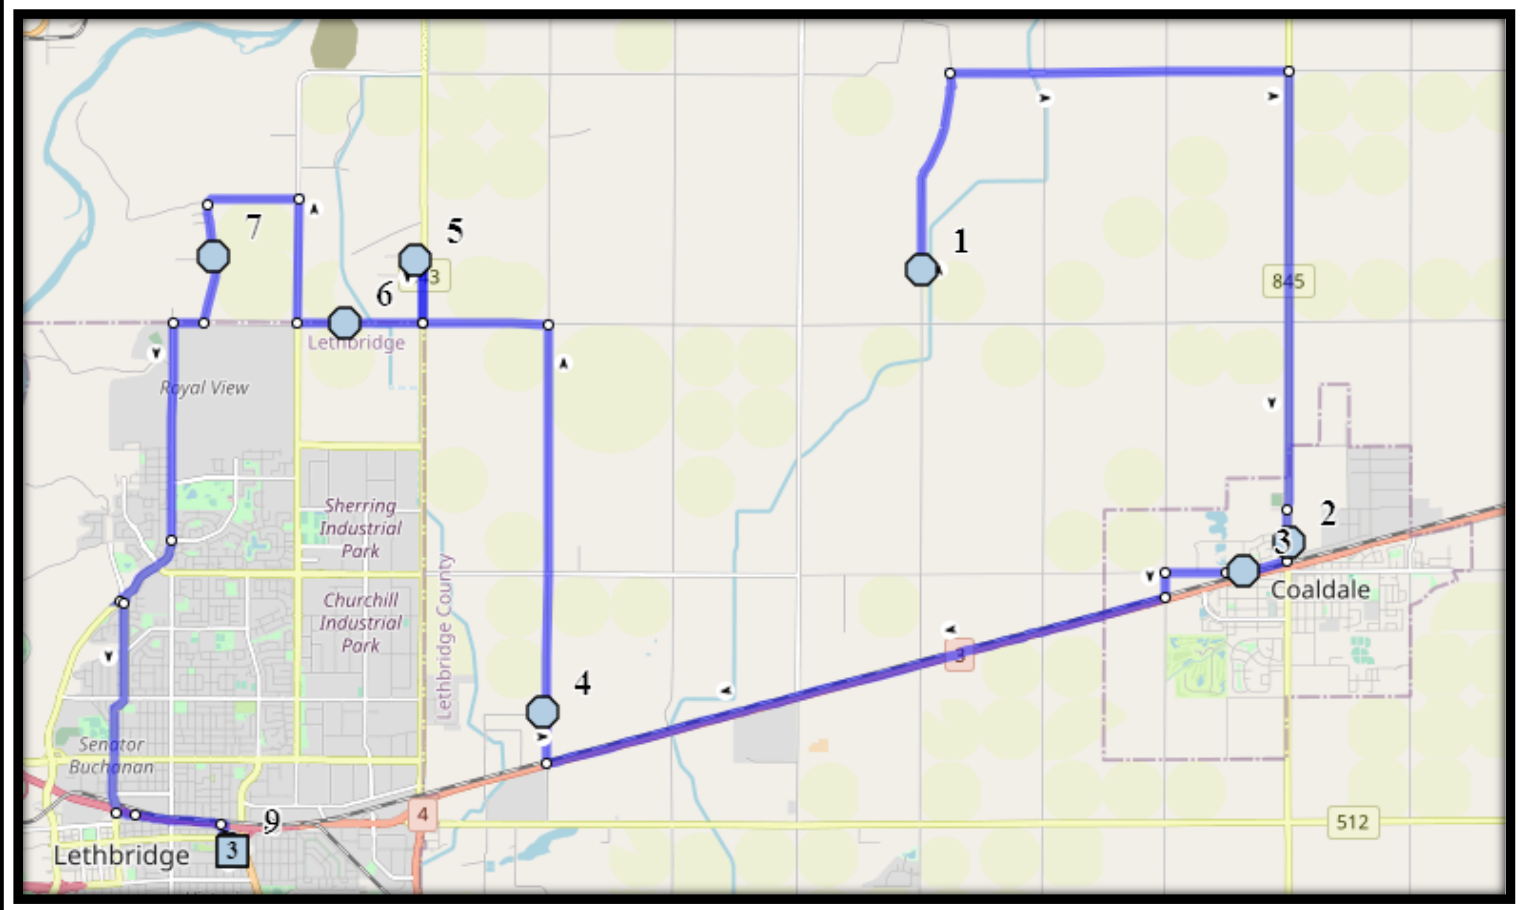 7
5
43
1
845
6
Lethbridge
Royal View
Sherring
Industrial
Park
2
3
Coaldale
Churchill
Industrial
Park
Lethbridge County
3
4
Senator
Buchanan
9
4
512
Lethbridge
3